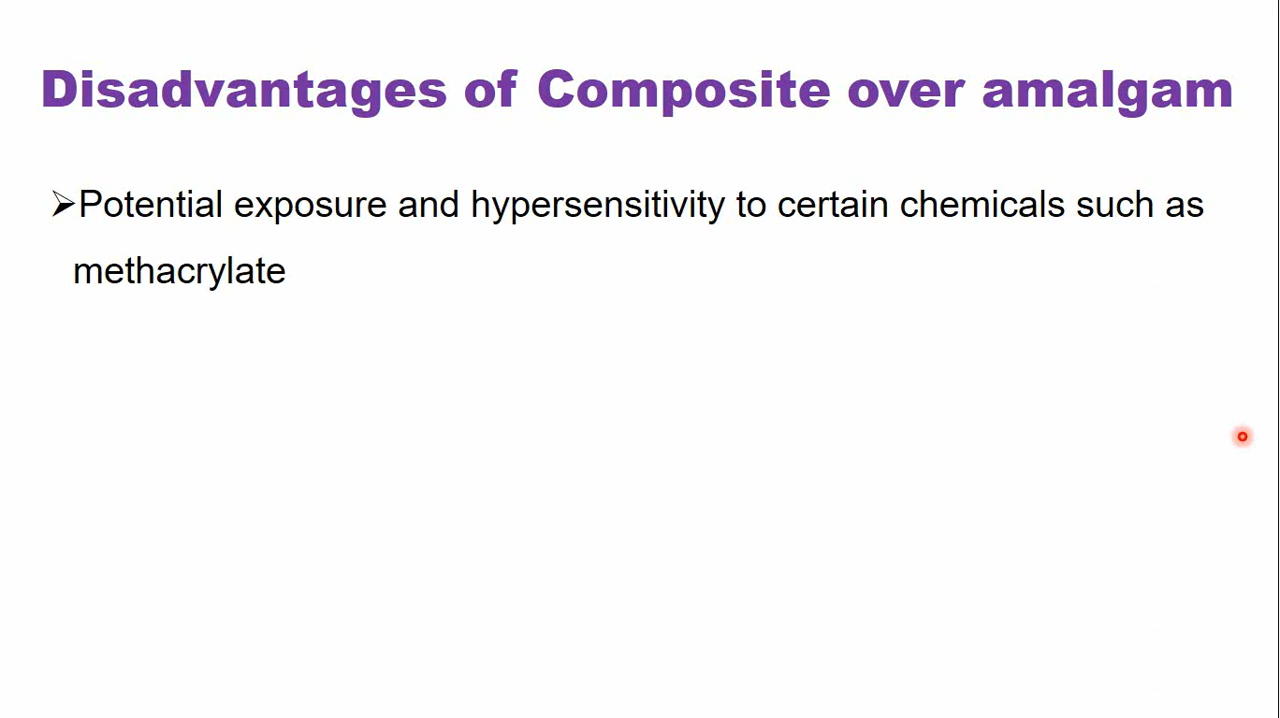 Disadvantages of Composite over amalgam
➢Potential exposure and hypersensitivity to certain chemicals such as
methacrylate